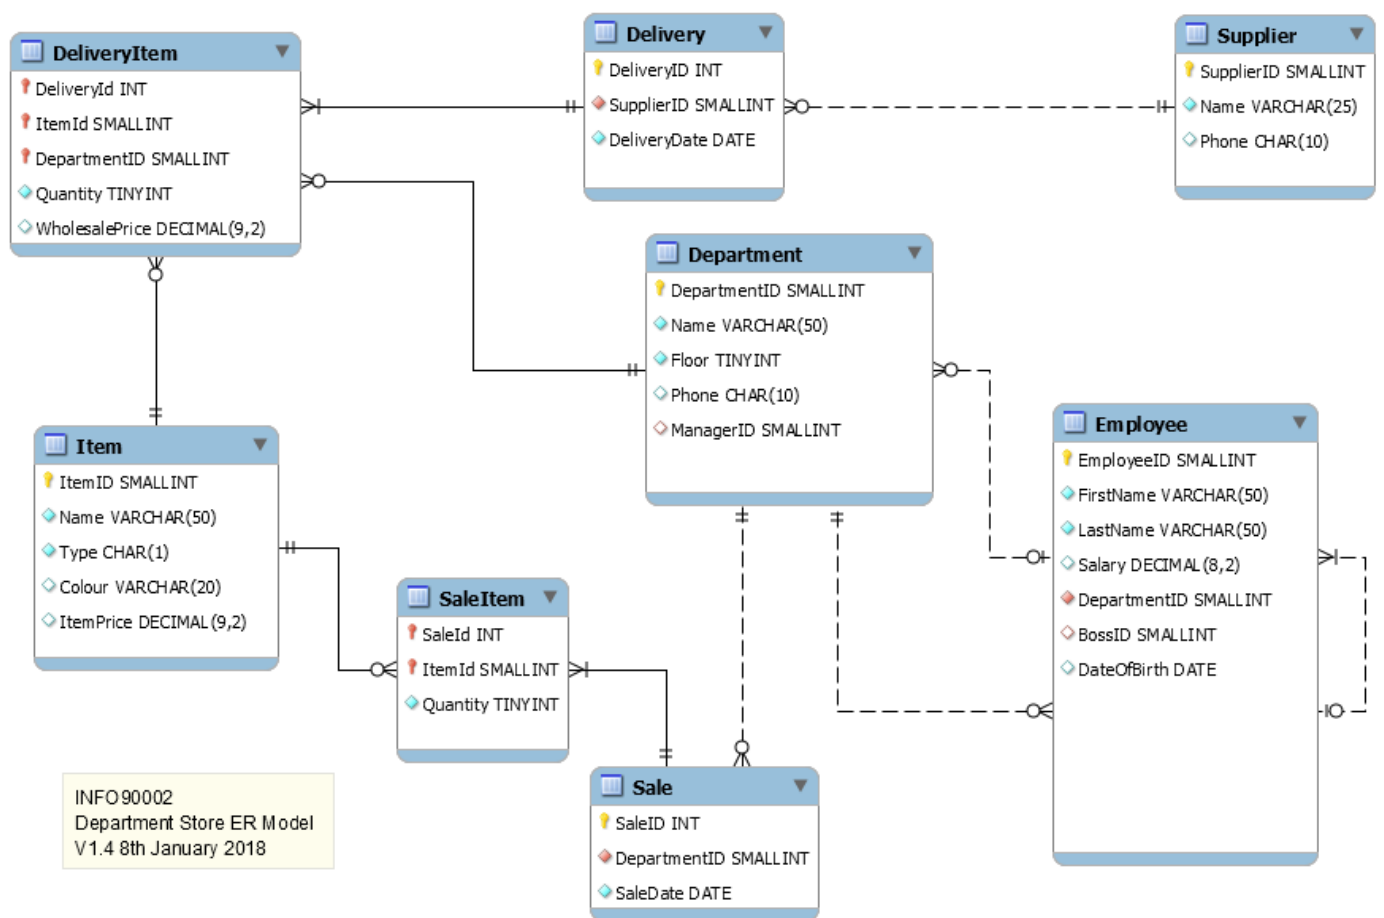 DeliveryItem
DeliveryId INT
ItemId SMALLINT
DepartmentID SMALLINT
Quantity TINYINT
WholesalePrice DECIMAL(9,2)
Delivery
DeliveryID INT
SupplierID SMALLINT
DeliveryDate DATE
Supplier
SupplierID SMALLINT
Name VARCHAR(25)
Phone CHAR(10)
Department
DepartmentID SMALLINT
Name VARCHAR(50)
Floor TINYINT
Phone CHAR(10)
ManagerID SMALLINT
Employee
EmployeeID SMALLINT
FirstName VARCHAR(50)
LastName VARCHAR(50)
Salary DECIMAL(8,2)
DepartmentID SMALLINT
BossID SMALLINT
DateOfBirth DATE
Item
ItemID SMALLINT
Name VARCHAR(50)
Type CHAR(1)
Colour VARCHAR(20)
ItemPrice DECIMAL(9,2)
SaleItem
SaleId INT
ItemId SMALLINT
Quantity TINYINT
Sale
SaleID INT
DepartmentID SMALLINT
SaleDate DATE
INFO90002
Department Store ER Model
V1.4 8th January 2018